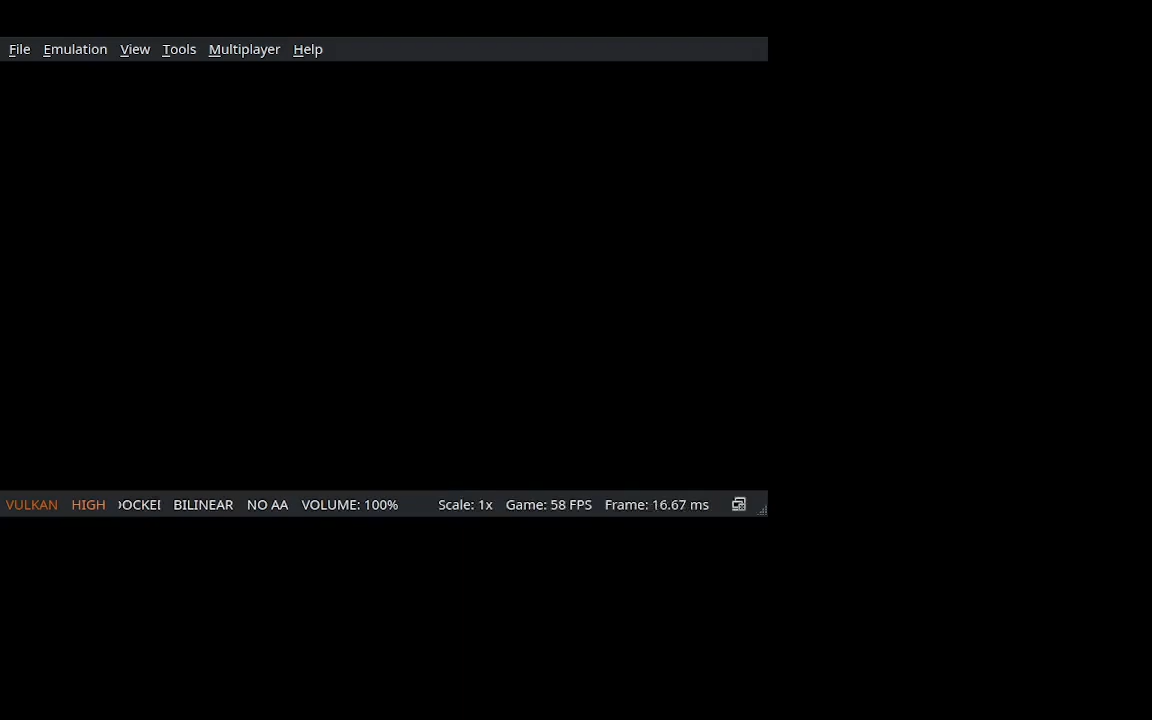 File Emulation View Tools Multiplayer Help
VULKAN HIGH BILINEAR NO AA VOLUME: 100% Scale: 1x Game: 58 FPS Frame: 16.67 ms